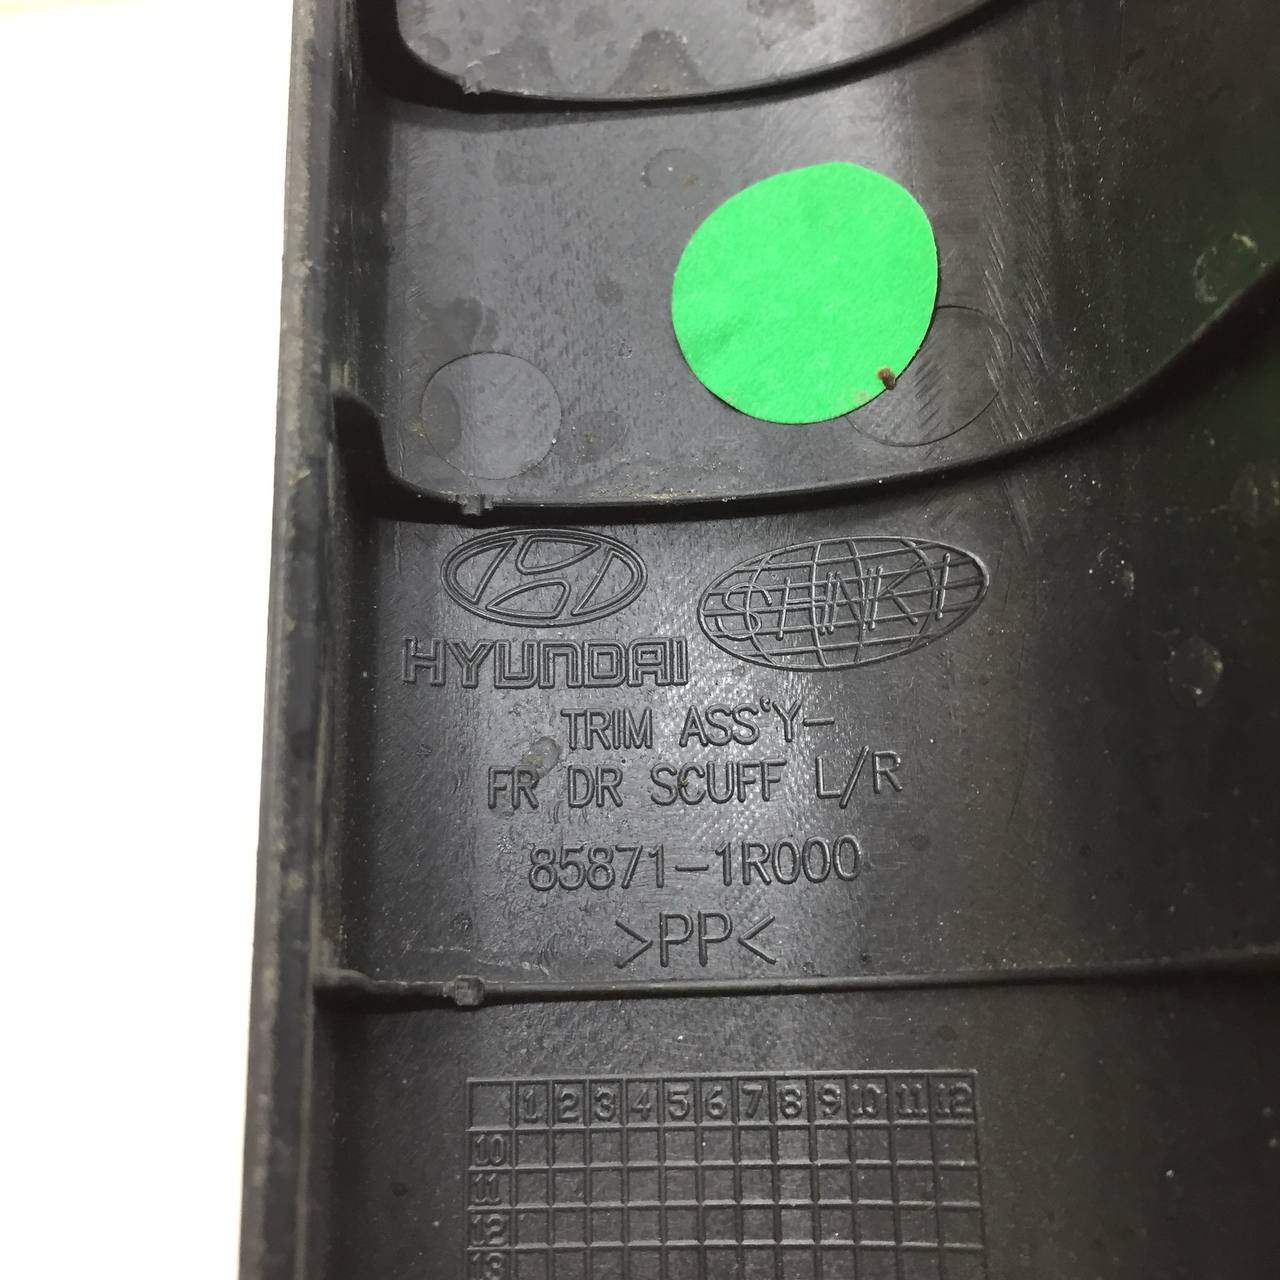 HYUNDAI
SANKI
TRIM ASS'Y-
FR DR SCUFF L/R
85871-1R000
>PP<
1 2 3 4 5 6 7 8 9 10 11 12
10
11
12
13